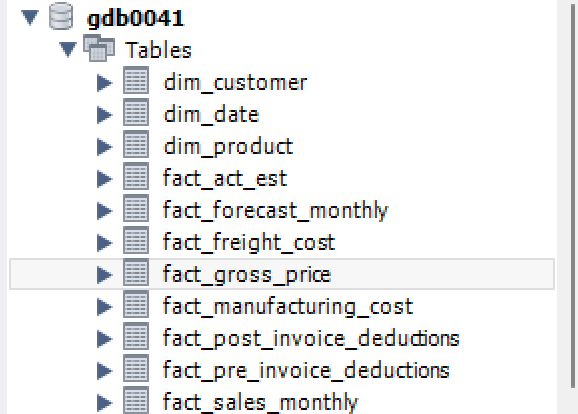 gdb0041
Tables
dim_customer
dim_date
dim_product
fact_act_est
fact_forecast_monthly
fact_freight_cost
fact_gross_price
fact_manufacturing_cost
fact_post_invoice_deductions
fact_pre_invoice_deductions
fact_sales_monthly